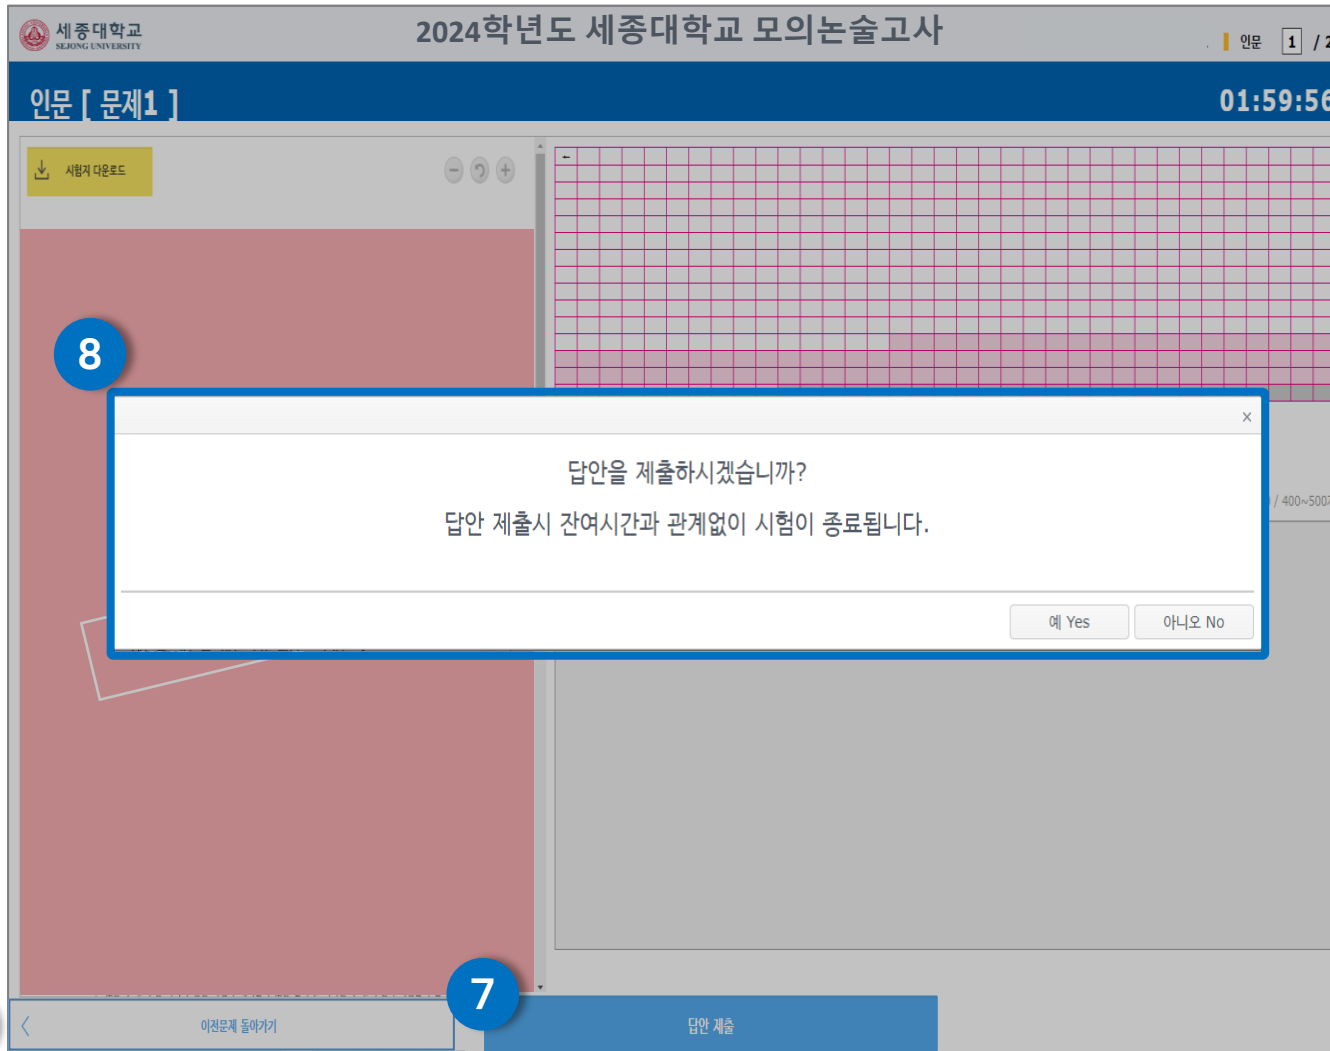 세종대학교
SEJONG UNIVERSITY
2024학년도 세종대학교 모의논술고사
인문 1 / 2
인문 [ 문제1 ]
01:59:56
시험지 다운로드
8
×
답안을 제출하시겠습니까?
답안 제출시 잔여시간과 관계없이 시험이 종료됩니다.
/ 400~500
예 Yes
아니오 No
7
이전문제 돌아가기
답안 제출